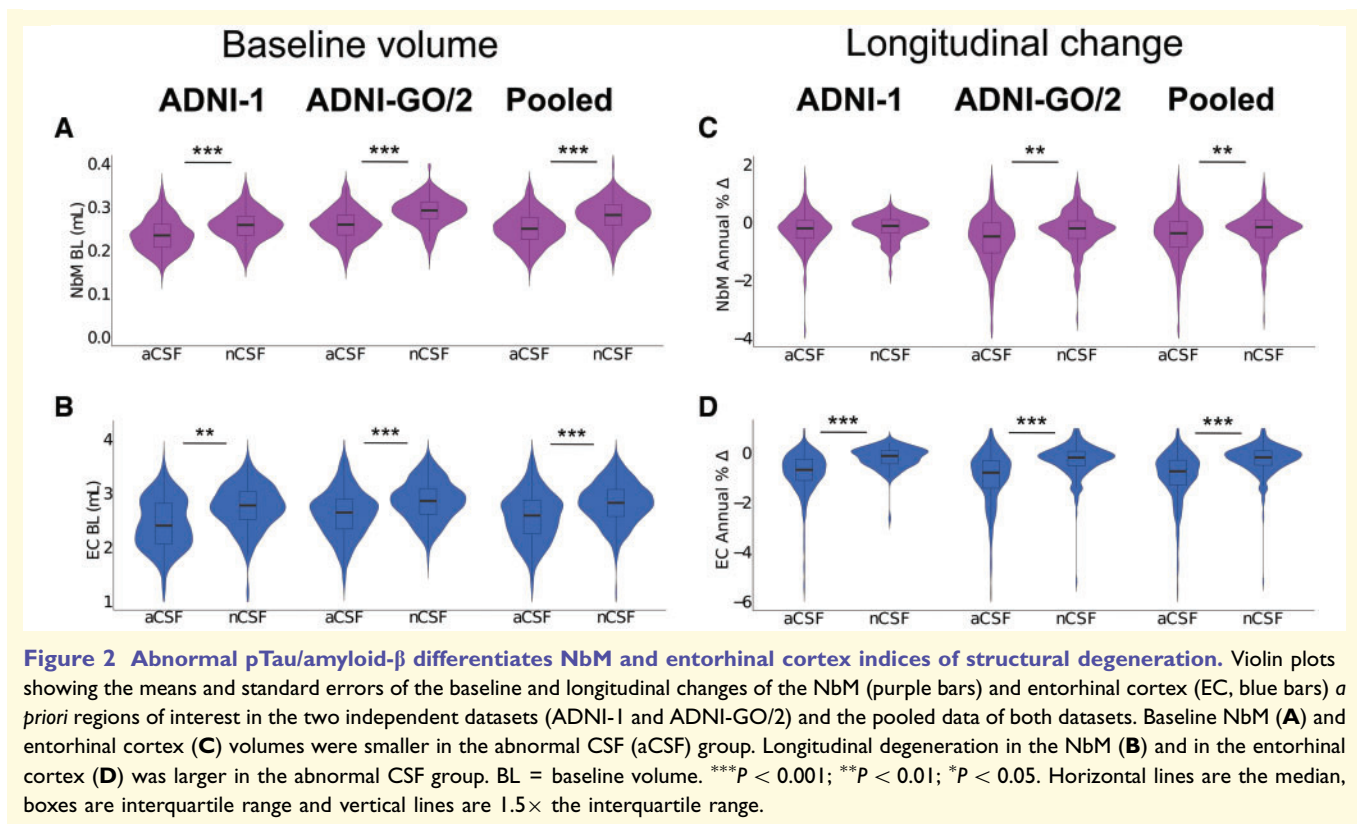 Baseline volume
Longitudinal change
ADNI-1 ADNI-GO/2 Pooled
ADNI-1 ADNI-GO/2 Pooled
A
*** *** ***
NbM BL (mL)
0.4
0.3
0.2
0.1
0.0
aCSF nCSF aCSF nCSF aCSF nCSF
C
** **
NbM Annual % Δ
2
0
−2
−4
aCSF nCSF aCSF nCSF aCSF nCSF
B
** *** ***
EC BL (mL)
4
3
2
1
aCSF nCSF aCSF nCSF aCSF nCSF
D
*** *** ***
EC Annual % Δ
0
−2
−4
−6
aCSF nCSF aCSF nCSF aCSF nCSF
Figure 2 Abnormal pTau/amyloid-β differentiates NbM and entorhinal cortex indices of structural degeneration. Violin plots
showing the means and standard errors of the baseline and longitudinal changes of the NbM (purple bars) and entorhinal cortex (EC, blue bars) a
priori regions of interest in the two independent datasets (ADNI-1 and ADNI-GO/2) and the pooled data of both datasets. Baseline NbM (A) and
entorhinal cortex (C) volumes were smaller in the abnormal CSF (aCSF) group. Longitudinal degeneration in the NbM (B) and in the entorhinal
cortex (D) was larger in the abnormal CSF group. BL = baseline volume. ***P < 0.001; **P < 0.01; *P < 0.05. Horizontal lines are the median,
boxes are interquartile range and vertical lines are 1.5× the interquartile range.